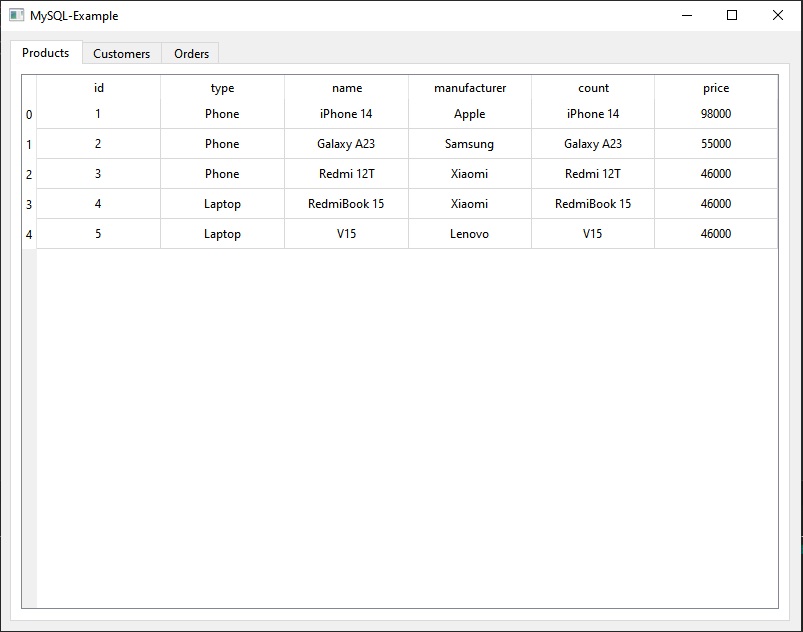 MySQL-Example
Products Customers Orders
id type name manufacturer count price
0 1 Phone iPhone 14 Apple iPhone 14 98000
1 2 Phone Galaxy A23 Samsung Galaxy A23 55000
2 3 Phone Redmi 12T Xiaomi Redmi 12T 46000
3 4 Laptop RedmiBook 15 Xiaomi RedmiBook 15 46000
4 5 Laptop V15 Lenovo V15 46000